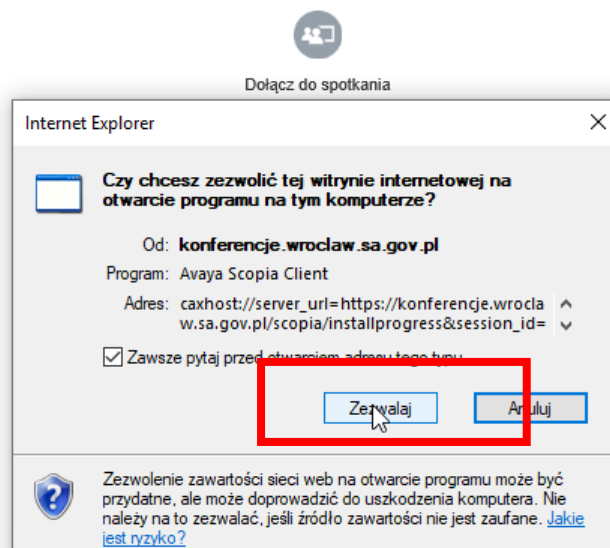 Dołącz do spotkania
Internet Explorer
Czy chcesz zezwolić tej witrynie internetowej na
otwarcie programu na tym komputerze?
Od: konferencje.wroclaw.sa.gov.pl
Program: Avaya Scopia Client
Adres: caxhost://server_url=https://konferencje.wrocla
w.sa.gov.pl/scopia/installprogress&session_id=
Zawsze pytaj przed otwarciem adresu tego typu
Zezwalaj Anuluj
Zezwolenie zawartości sieci web na otwarcie programu może być
przydatne, ale może doprowadzić do uszkodzenia komputera. Nie
należy na to zezwalać, jeśli źródło zawartości nie jest zaufane. Jakie
jest ryzyko?